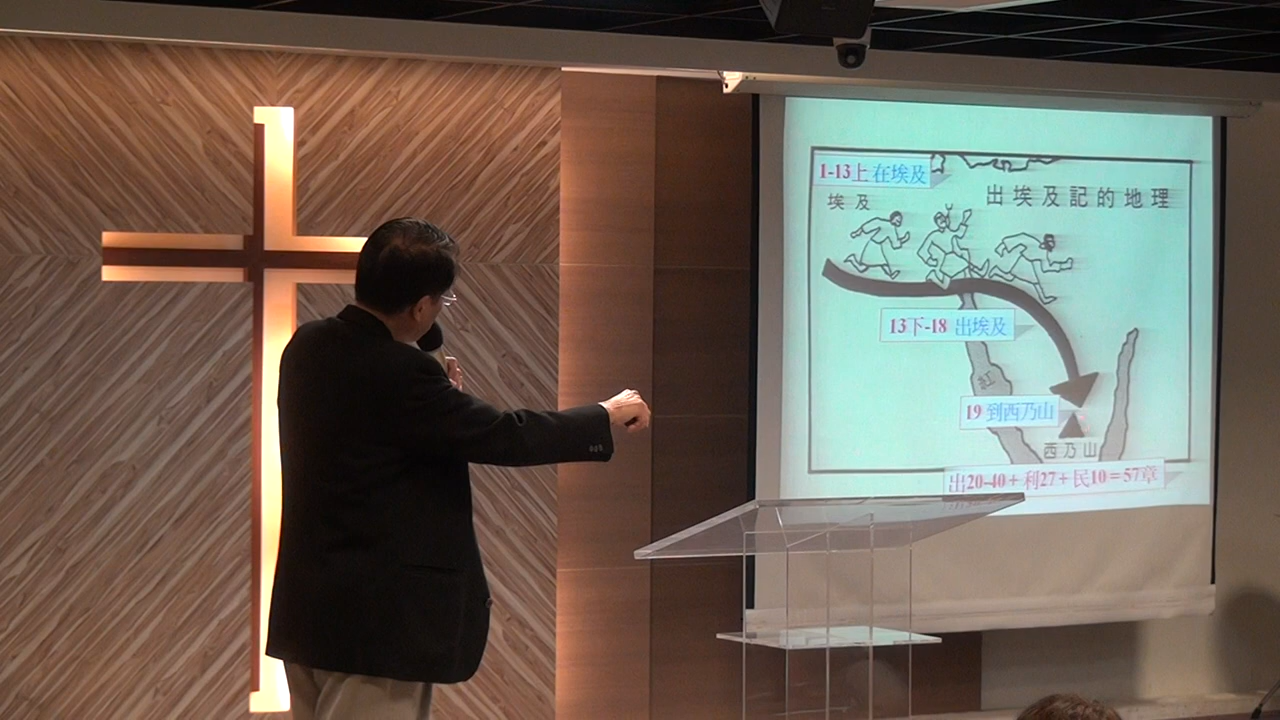 1-13上 在埃及
出埃及記的地理
埃及
13下-18 出埃及
紅
19 到西乃山
西乃山
出20-40 + 利27 + 民10 = 57章